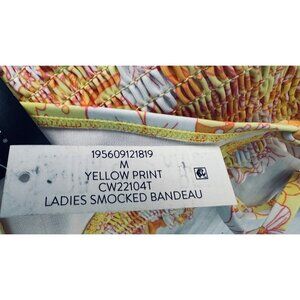 195609121819
M
YELLOW PRINT
CW22104T
LADIES SMOCKED BANDEAU